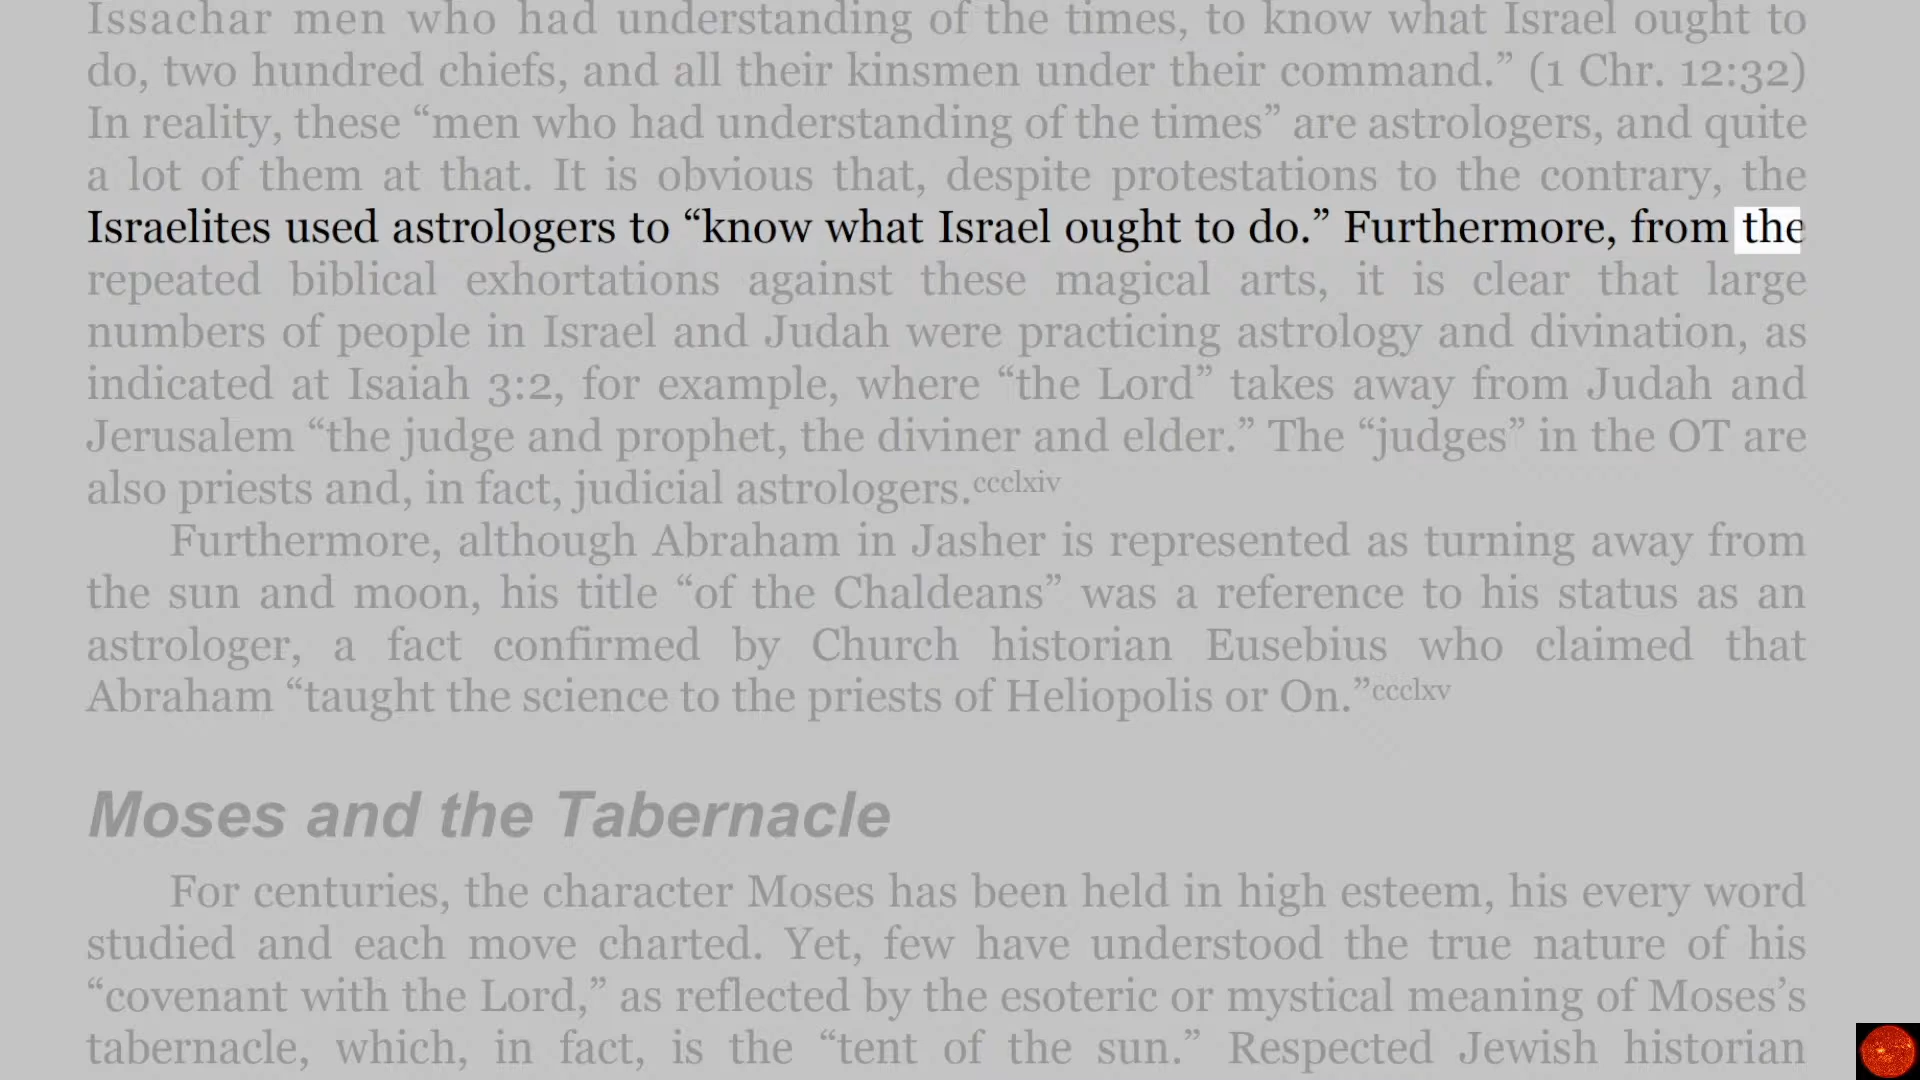 Issachar men who had understanding of the times, to know what Israel ought to
do, two hundred chiefs, and all their kinsmen under their command.” (1 Chr. 12:32)
In reality, these “men who had understanding of the times” are astrologers, and quite
a lot of them at that. It is obvious that, despite protestations to the contrary, the
Israelites used astrologers to “know what Israel ought to do.” Furthermore, from the
repeated biblical exhortations against these magical arts, it is clear that large
numbers of people in Israel and Judah were practicing astrology and divination, as
indicated at Isaiah 3:2, for example, where “the Lord” takes away from Judah and
Jerusalem “the judge and prophet, the diviner and elder.” The “judges” in the OT are
also priests and, in fact, judicial astrologers.ccclxiv
Furthermore, although Abraham in Jasher is represented as turning away from
the sun and moon, his title “of the Chaldeans” was a reference to his status as an
astrologer, a fact confirmed by Church historian Eusebius who claimed that
Abraham “taught the science to the priests of Heliopolis or On.”ccclxv
Moses and the Tabernacle
For centuries, the character Moses has been held in high esteem, his every word
studied and each move charted. Yet, few have understood the true nature of his
“covenant with the Lord,” as reflected by the esoteric or mystical meaning of Moses’s
tabernacle, which, in fact, is the “tent of the sun.” Respected Jewish historian